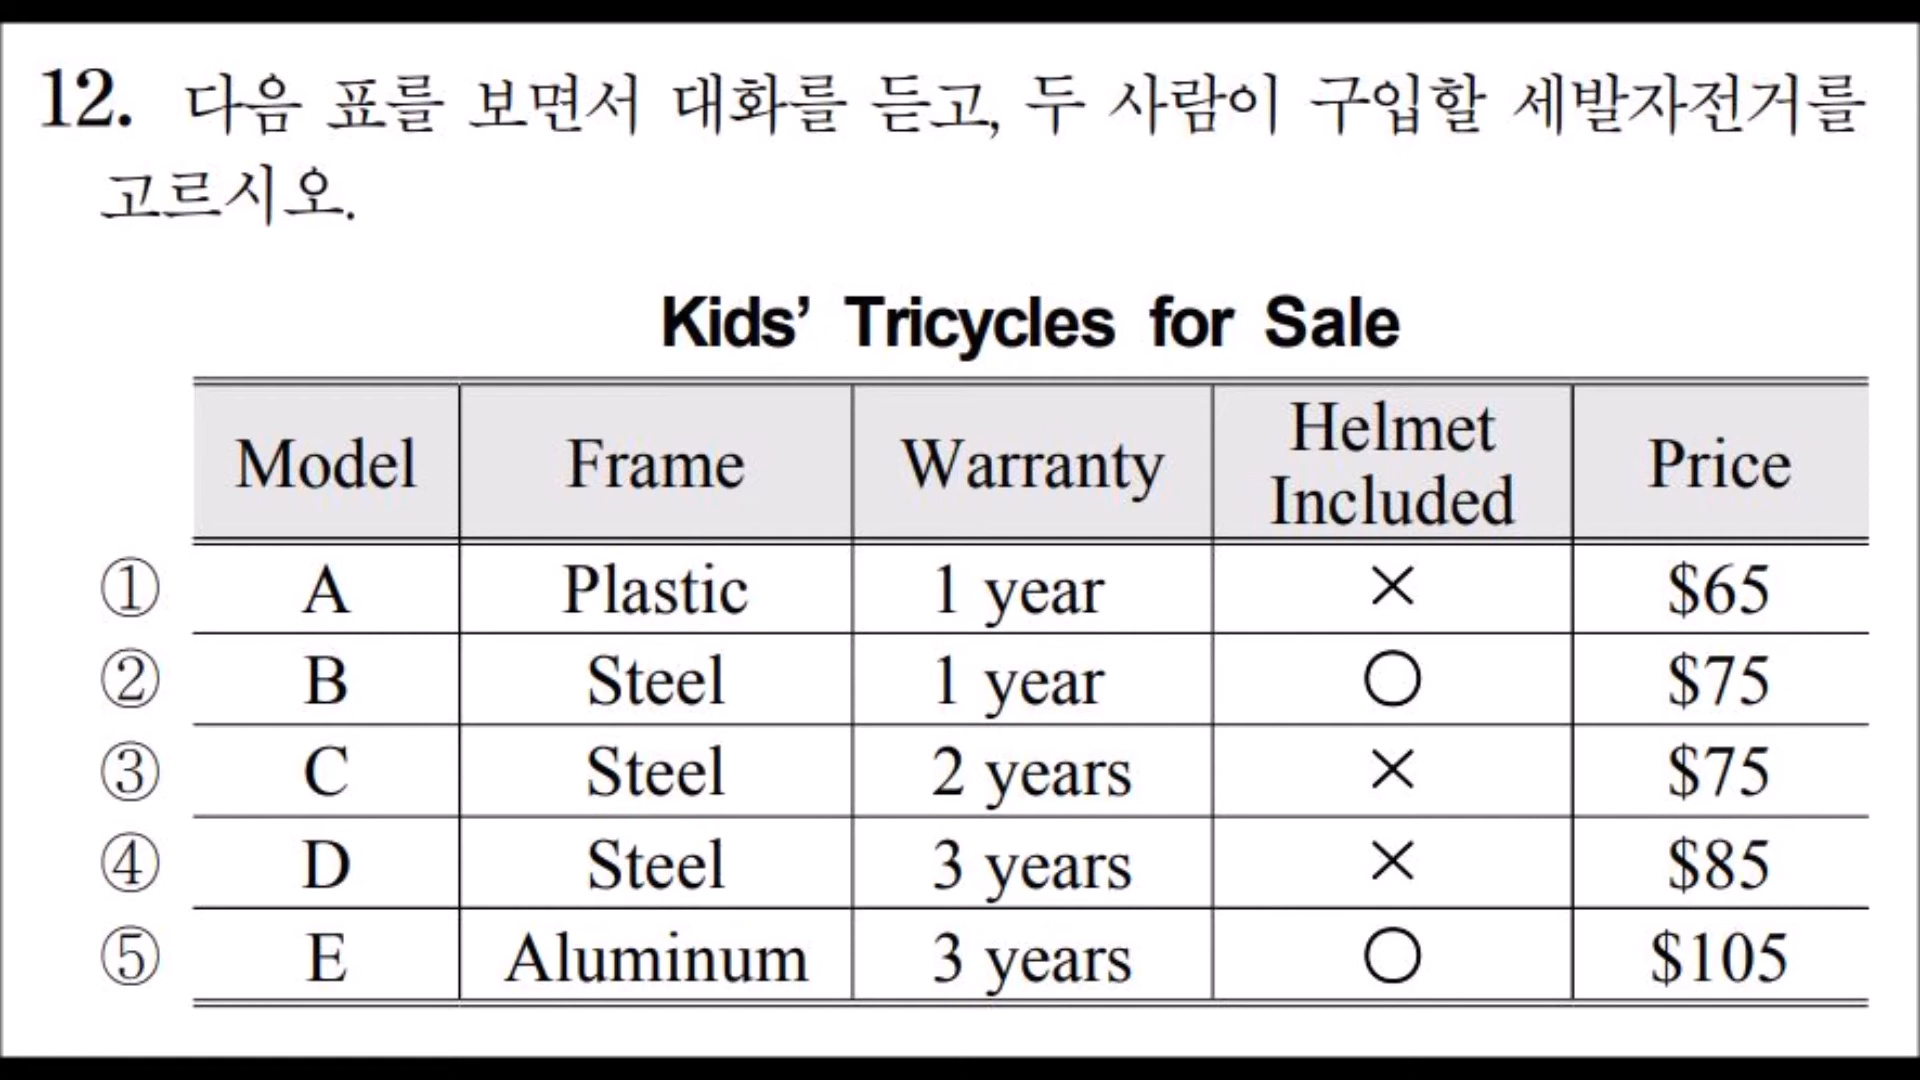 12. 다음 표를 보면서 대화를 듣고, 두 사람이 구입할 세발자전거를
고르시오.
Kids’ Tricycles for Sale
Model Frame Warranty Helmet Included Price
① A Plastic 1 year × $65
② B Steel 1 year ○ $75
③ C Steel 2 years × $75
④ D Steel 3 years × $85
⑤ E Aluminum 3 years ○ $105